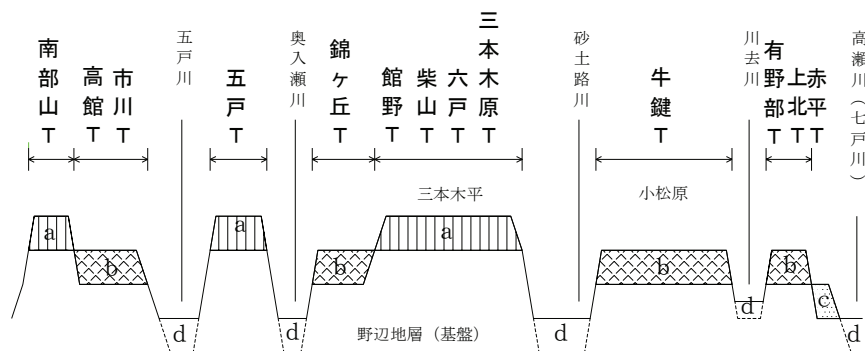 南部山T
高館T
市川T
五戸川
五戸T
奥入瀬川
錦ヶ丘T
館野T
柴山T
六戸T
三本木原T
砂土路川
牛鍵T
川去川
有野部T
上北T
赤平T
高瀬川(七戸川)
三本木平
小松原
a
a
a
b
b
b
b
c
d
d
d
d
d
野辺地層(基盤)